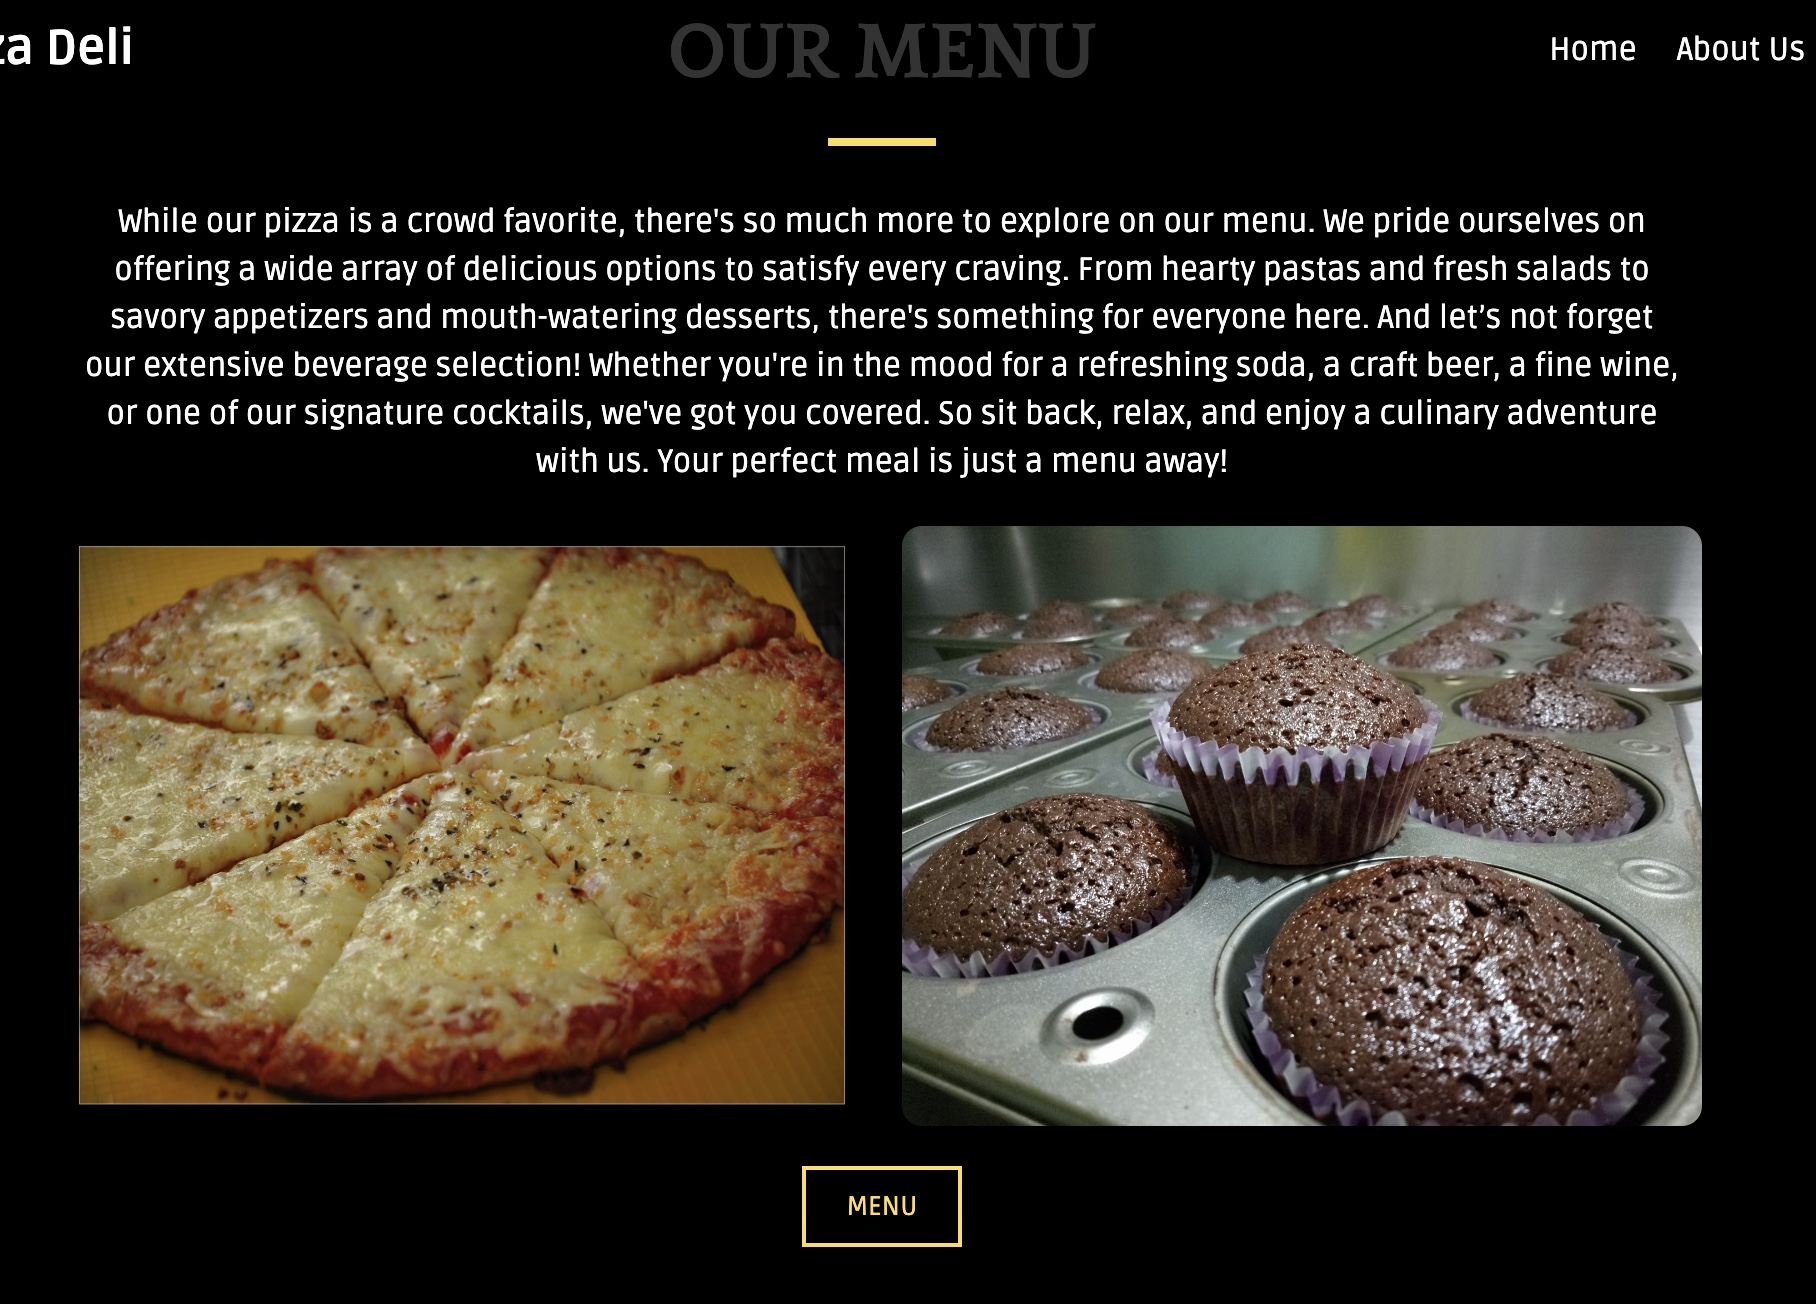 za Deli
OUR MENU
Home About Us
While our pizza is a crowd favorite, there's so much more to explore on our menu. We pride ourselves on
offering a wide array of delicious options to satisfy every craving. From hearty pastas and fresh salads to
savory appetizers and mouth-watering desserts, there's something for everyone here. And let’s not forget
our extensive beverage selection! Whether you're in the mood for a refreshing soda, a craft beer, a fine wine,
or one of our signature cocktails, we've got you covered. So sit back, relax, and enjoy a culinary adventure
with us. Your perfect meal is just a menu away!
MENU